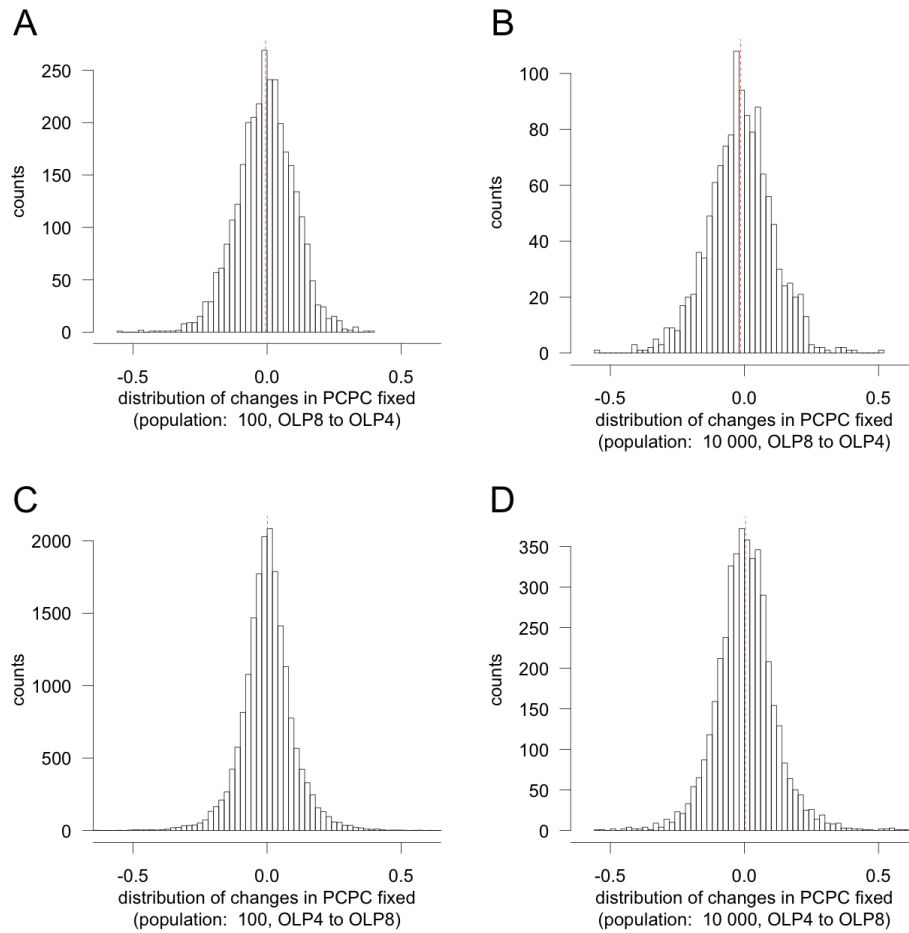 A
counts
250
200
150
100
50
0
-0.5 0.0 0.5
distribution of changes in PCPC fixed
(population: 100, OLP8 to OLP4)
B
counts
100
80
60
40
20
0
-0.5 0.0 0.5
distribution of changes in PCPC fixed
(population: 10 000, OLP8 to OLP4)
C
counts
2000
1500
1000
500
0
-0.5 0.0 0.5
distribution of changes in PCPC fixed
(population: 100, OLP4 to OLP8)
D
counts
350
300
250
200
150
100
50
0
-0.5 0.0 0.5
distribution of changes in PCPC fixed
(population: 10 000, OLP4 to OLP8)